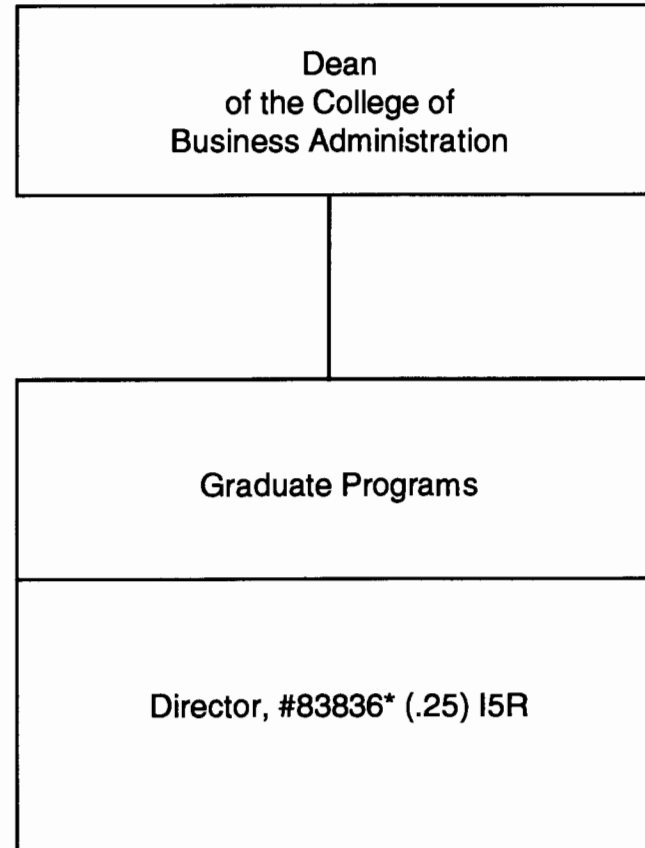 Dean
of the College of
Business Administration
Graduate Programs
Director, #83836* (.25) I5R